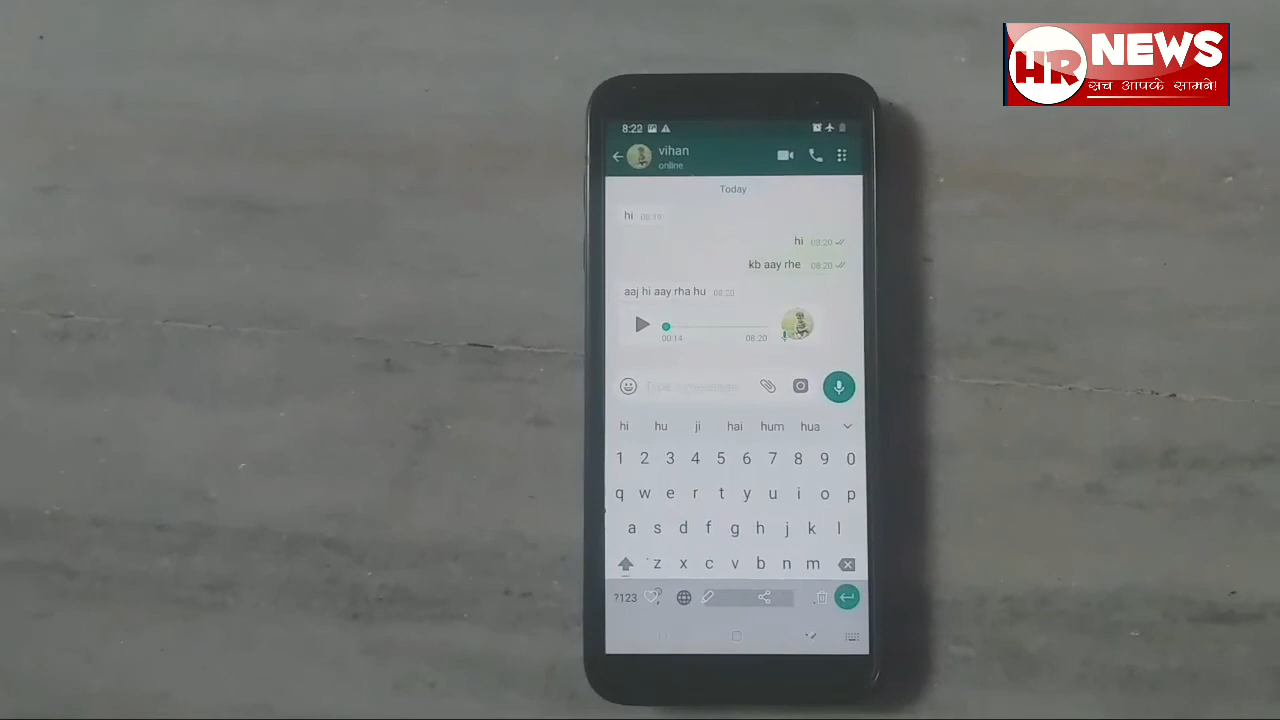 HR NEWS
सच आपके सामने!
8:22
vihan
online
Today
hi 08:19
hi 08:20
kb aay rhe 08:20
aaj hi aay rha hu 08:20
00:14 08:20
Type a message
hi hu ji hai hum hua
1 2 3 4 5 6 7 8 9 0
q w e r t y u i o p
a s d f g h j k l
z x c v b n m
?123